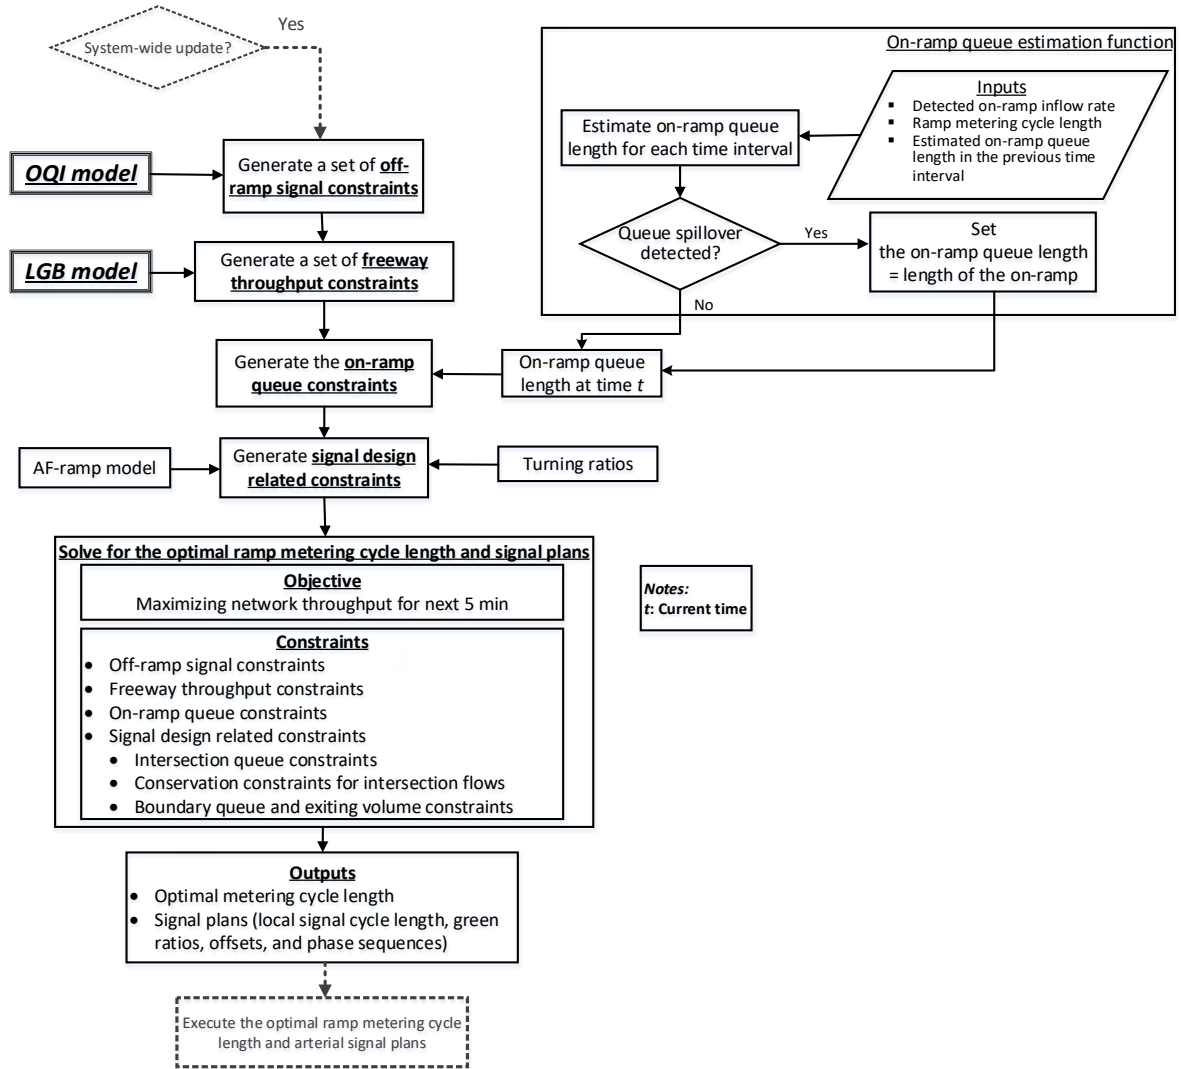 System-wide update?
Yes
OQI model
Generate a set of off-
ramp signal constraints
LGB model
Generate a set of freeway
throughput constraints
Generate the on-ramp
queue constraints
AF-ramp model
Generate signal design
related constraints
Turning ratios
On-ramp queue estimation function
Inputs
▪ Detected on-ramp inflow rate
▪ Ramp metering cycle length
▪ Estimated on-ramp queue
length in the previous time
interval
Estimate on-ramp queue
length for each time interval
Queue spillover
detected?
Yes
Set
the on-ramp queue length
= length of the on-ramp
No
On-ramp queue
length at time t
Solve for the optimal ramp metering cycle length and signal plans
Objective
Maximizing network throughput for next 5 min
Constraints
• Off-ramp signal constraints
• Freeway throughput constraints
• On-ramp queue constraints
• Signal design related constraints
• Intersection queue constraints
• Conservation constraints for intersection flows
• Boundary queue and exiting volume constraints
Notes:
t: Current time
Outputs
• Optimal metering cycle length
• Signal plans (local signal cycle length, green
ratios, offsets, and phase sequences)
Execute the optimal ramp metering cycle
length and arterial signal plans